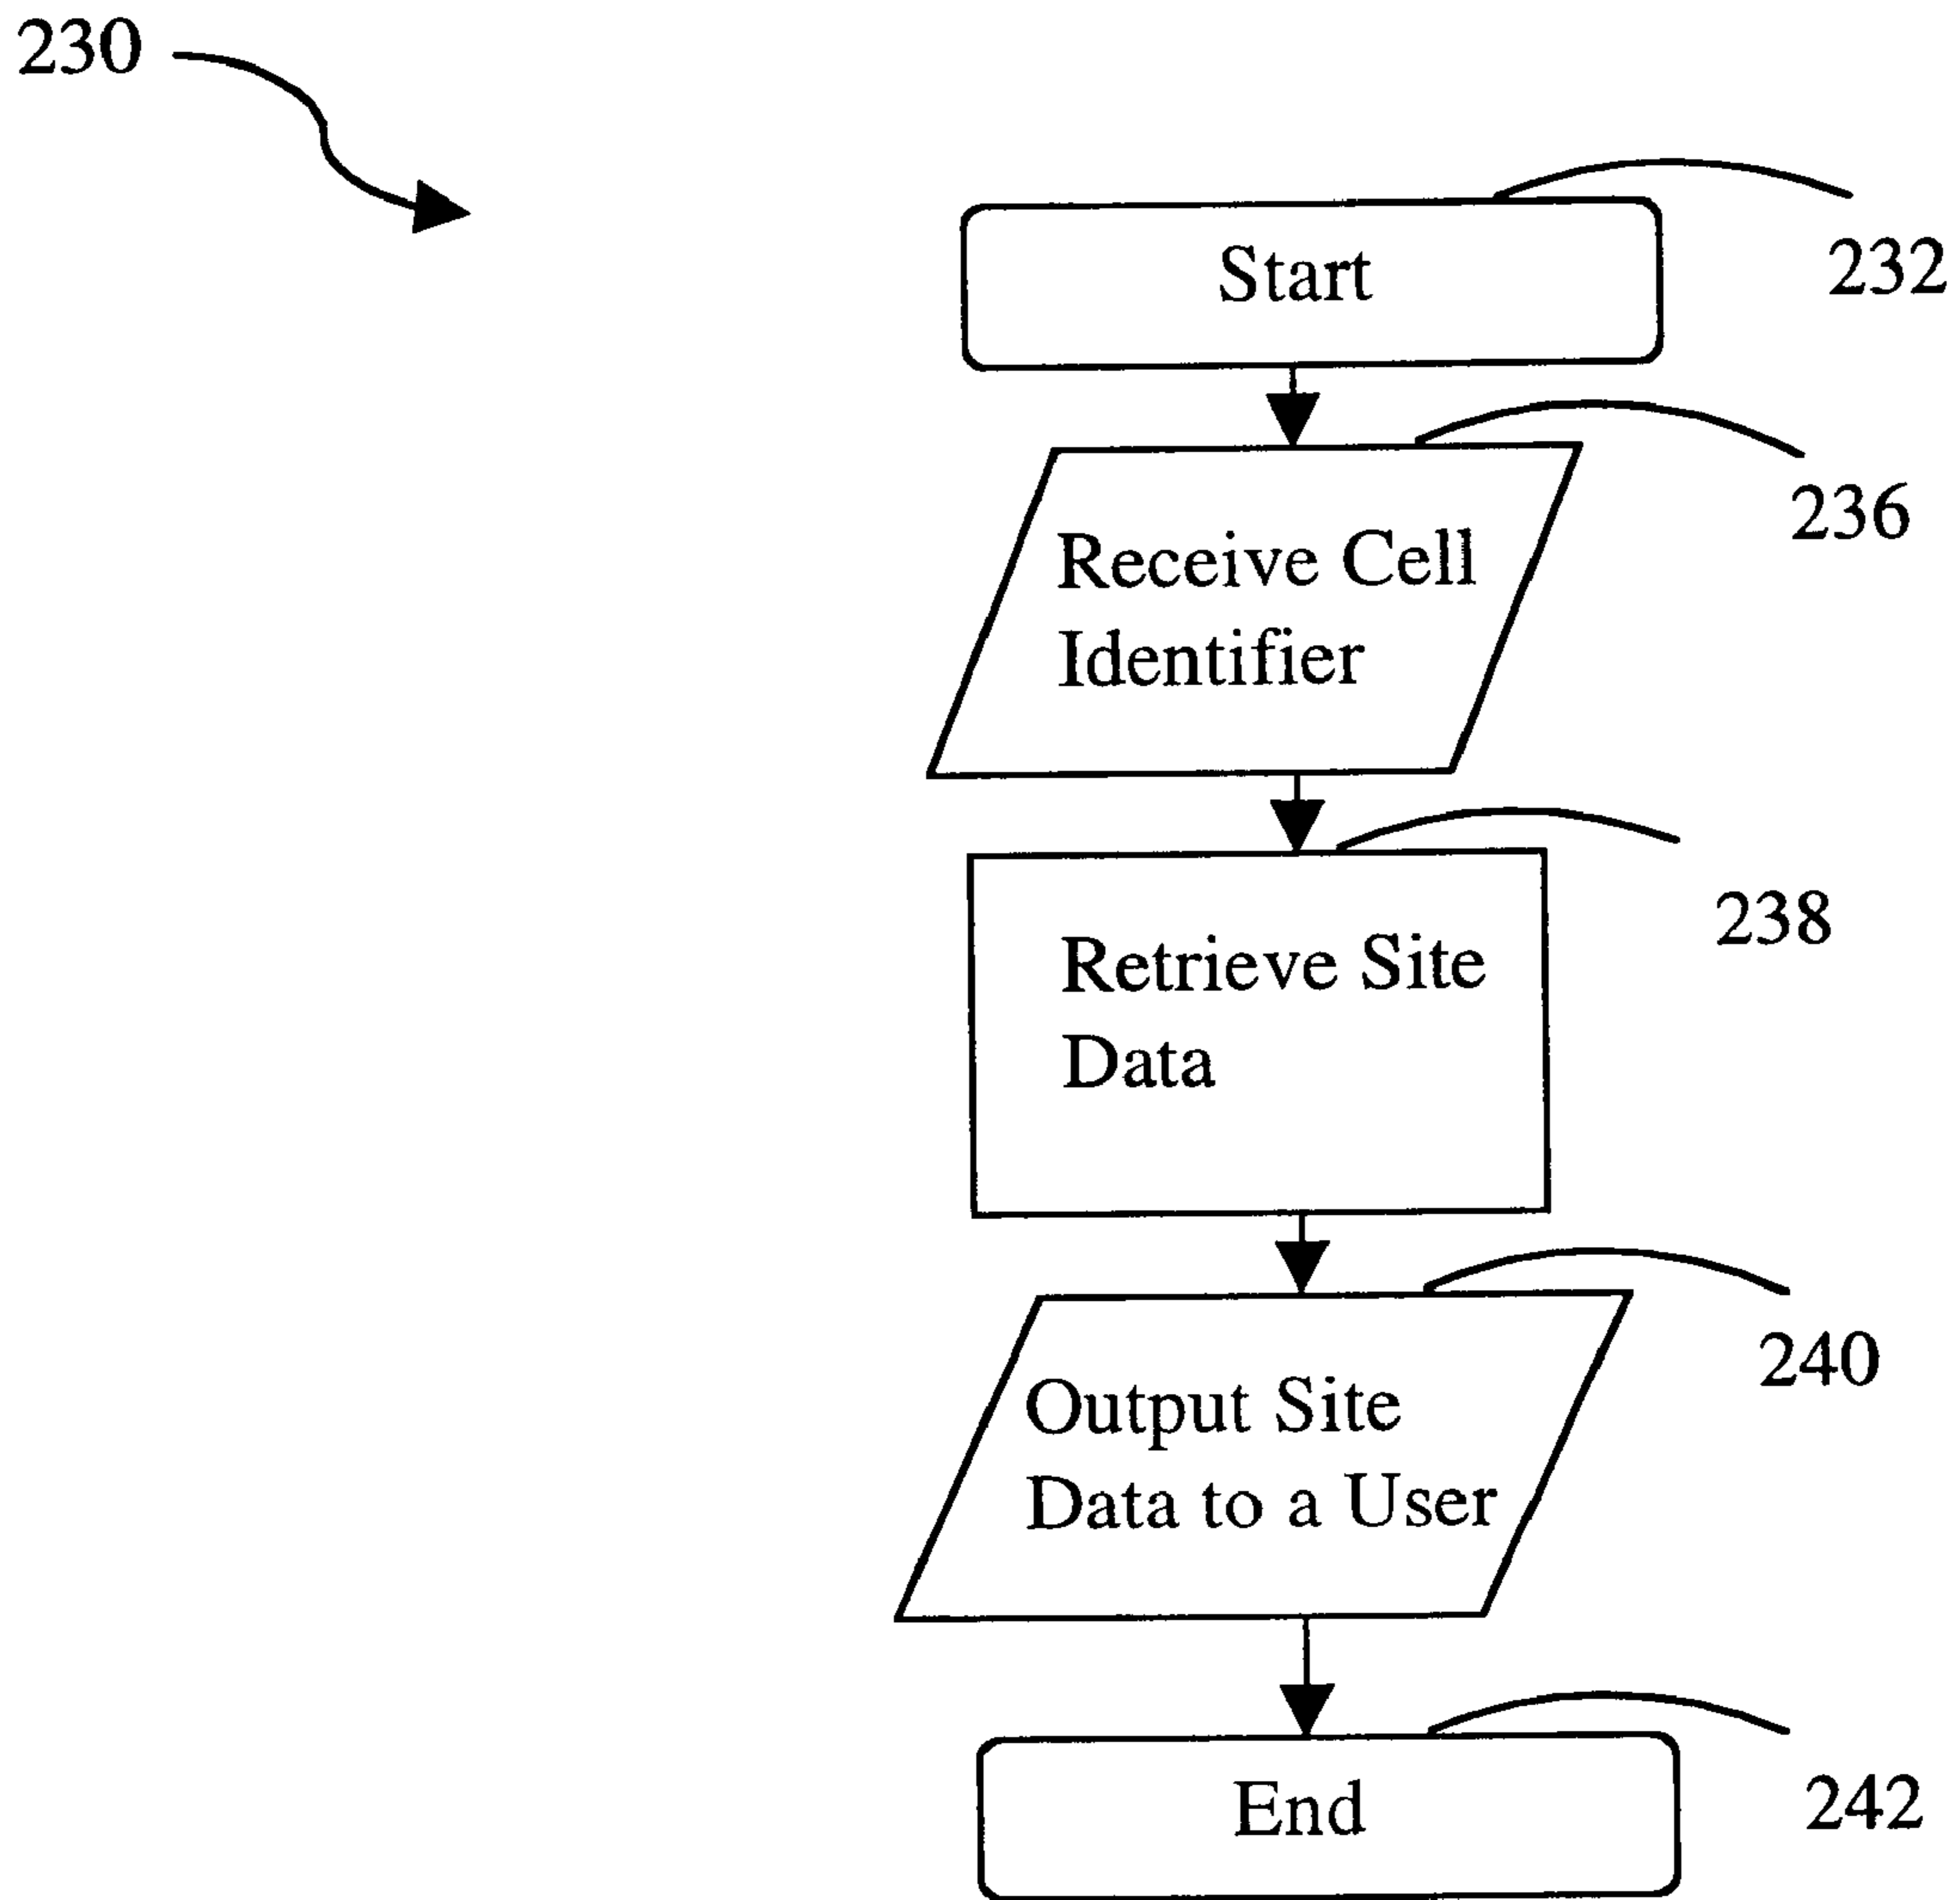 230
Start
232
Receive Cell
Identifier
236
Retrieve Site
Data
238
Output Site
Data to a User
240
End
242